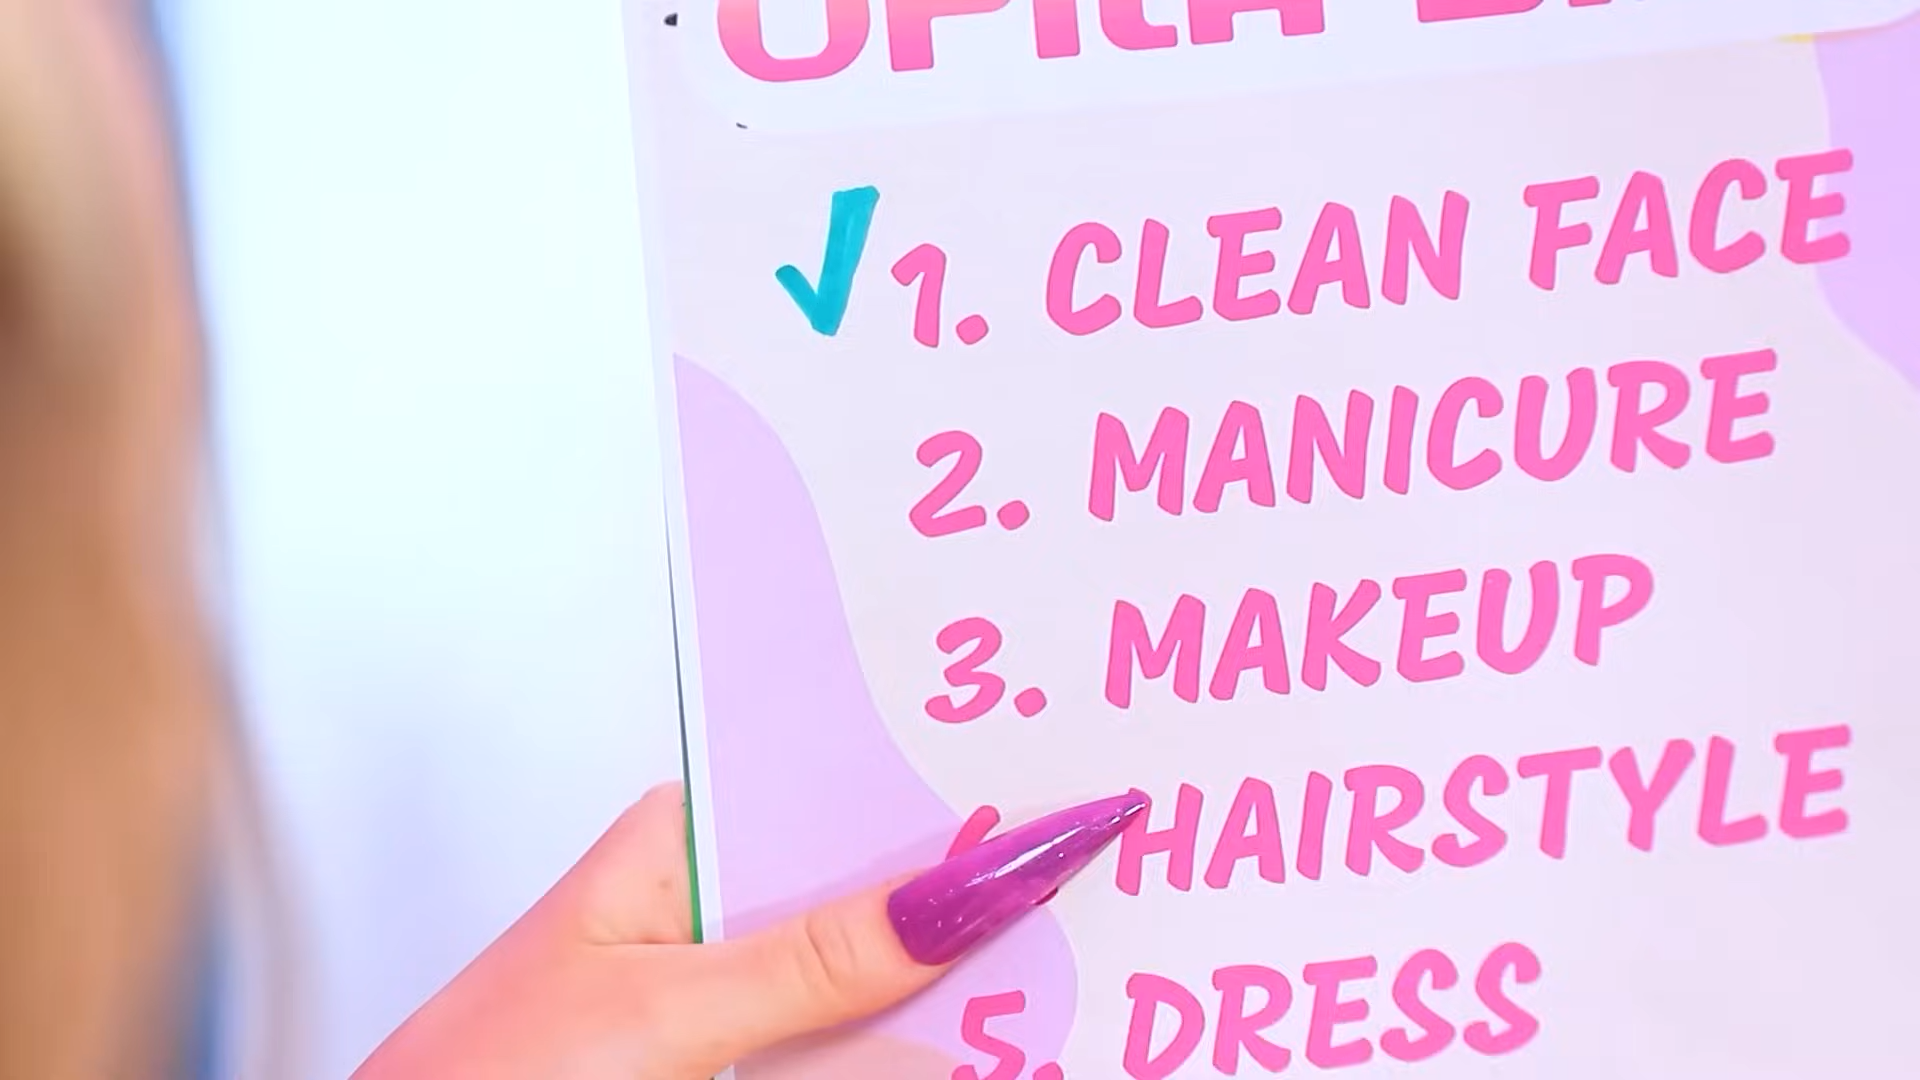 1. CLEAN FACE
2. MANICURE
3. MAKEUP
HAIRSTYLE
5. DRESS